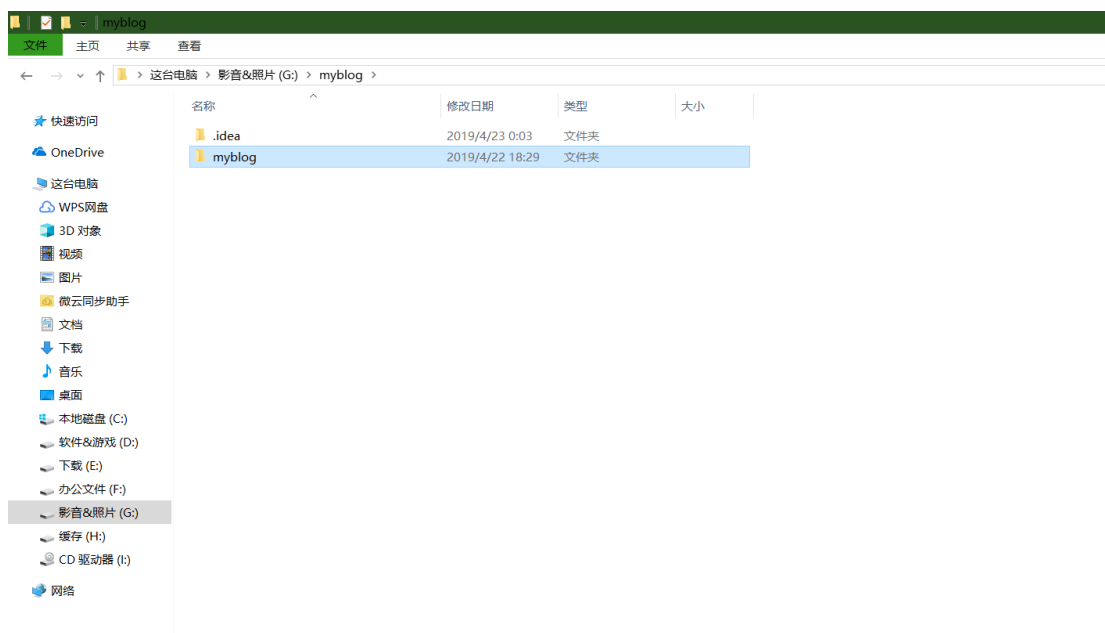 myblog
文件 主页 共享 查看
这台电脑 > 影音&照片 (G:) > myblog >
名称 修改日期 类型 大小
.idea 2019/4/23 0:03 文件夹
myblog 2019/4/22 18:29 文件夹
快速访问
OneDrive
这台电脑
WPS网盘
3D 对象
视频
图片
微云同步助手
文档
下载
音乐
桌面
本地磁盘 (C:)
软件&游戏 (D:)
下载 (E:)
办公文件 (F:)
影音&照片 (G:)
缓存 (H:)
CD 驱动器 (I:)
网络